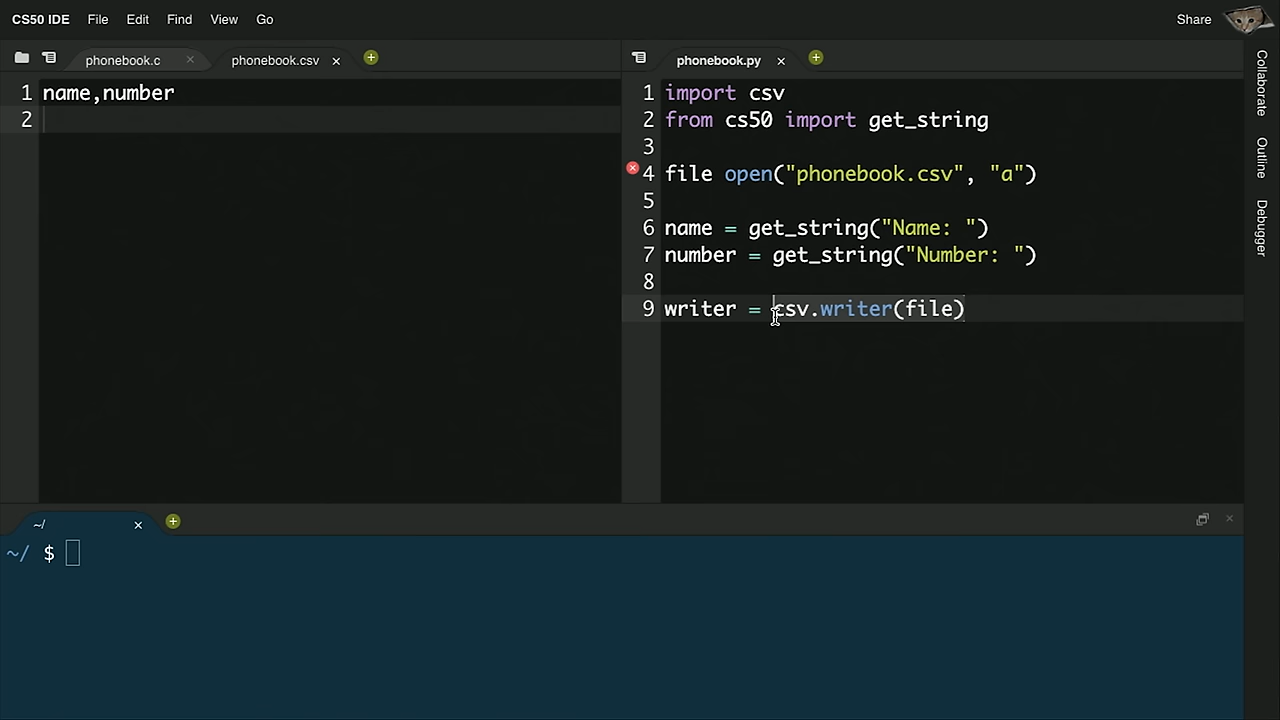 CS50 IDE File Edit Find View Go Share
phonebook.c phonebook.csv
1 name,number
2
phonebook.py
1 import csv
2 from cs50 import get_string
3
4 file open("phonebook.csv", "a")
5
6 name = get_string("Name: ")
7 number = get_string("Number: ")
8
9 writer = csv.writer(file)
Collaborate
Outline
Debugger
~/
~/ $